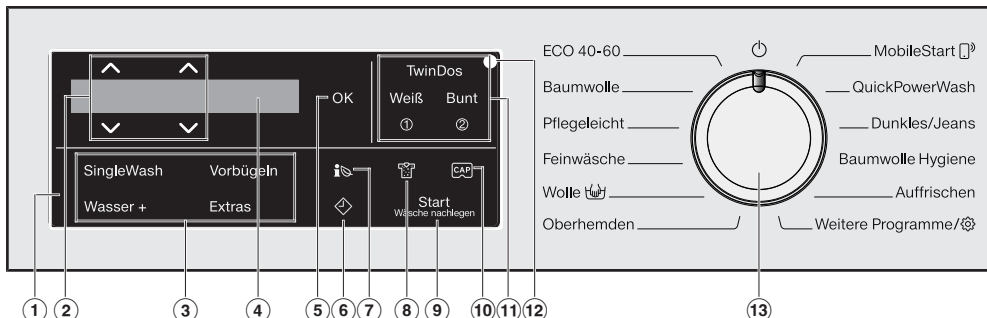 TwinDos
OK
Weiß Bunt
① ②
SingleWash Vorbügeln
Wasser + Extras
CAP
Start
Wäsche nachlegen
ECO 40-60
Baumwolle
Pflegeleicht
Feinwäsche
Wolle
Oberhemden
MobileStart
QuickPowerWash
Dunkles/Jeans
Baumwolle Hygiene
Auffrischen
Weitere Programme/
① ② ③ ④ ⑤ ⑥ ⑦ ⑧ ⑨ ⑩ ⑪ ⑫ ⑬